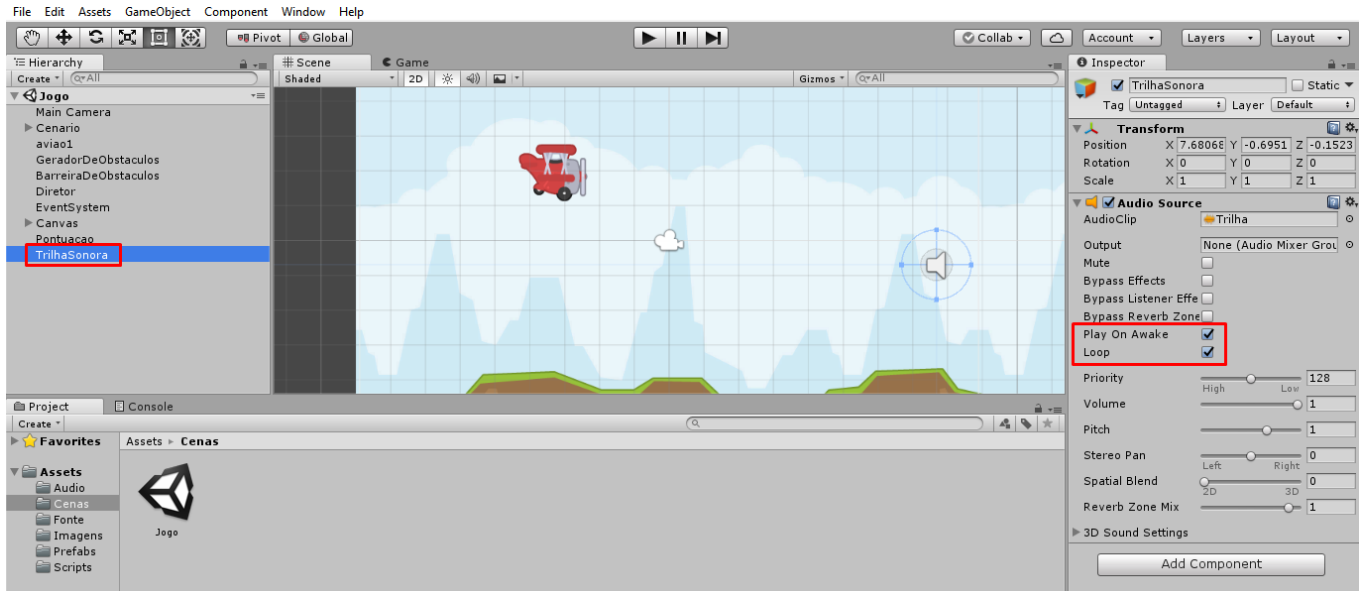 File Edit Assets GameObject Component Window Help
Pivot Global Collab Account Layers Layout
Hierarchy
Create All
Jogo
Main Camera
Cenario
aviao1
GeradorDeObstaculos
BarreiraDeObstaculos
Diretor
EventSystem
Canvas
Pontuacao
TrilhaSonora
Scene Game
Shaded 2D Gizmos All
Inspector
TrilhaSonora Static
Tag Untagged Layer Default
Transform
Position X 7.68068 Y -0.6951 Z -0.1523
Rotation X 0 Y 0 Z 0
Scale X 1 Y 1 Z 1
Audio Source
AudioClip Trilha
Output None (Audio Mixer Grou
Mute
Bypass Effects
Bypass Listener Effe
Bypass Reverb Zone
Play On Awake
Loop
Priority 128
High Low
Volume 1
Pitch 1
Stereo Pan 0
Left Right
Spatial Blend 0
2D 3D
Reverb Zone Mix 1
3D Sound Settings
Add Component
Project Console
Create
Favorites
Assets
Audio
Cenas
Fonte
Imagens
Prefabs
Scripts
Assets Cenas
Jogo